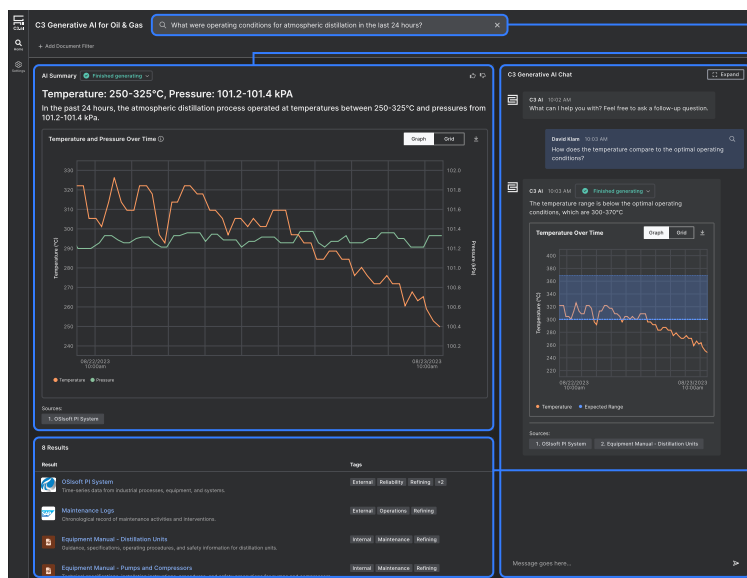 C3 Generative AI for Oil & Gas
What were operating conditions for atmospheric distillation in the last 24 hours?
+ Add Document Filter
Settings
AI Summary
Finished generating
Temperature: 250-325°C, Pressure: 101.2-101.4 kPA
In the past 24 hours, the atmospheric distillation process operated at temperatures between 250-325°C and pressures from
101.2-101.4 kPa.
Temperature and Pressure Over Time
Graph
Grid
330
320
310
300
290
280
270
260
250
240
Temperature (°C)
102.0
101.8
101.6
101.4
101.2
101.0
100.8
100.6
100.4
100.2
Pressure (kPa)
08/22/2023
10:00am
08/23/2023
10:00am
Temperature
Pressure
Sources:
1. OSIsoft PI System
8 Results
Result
Tags
OSIsoft PI System
Time-series data from industrial processes, equipment, and systems.
External Reliability Refining +2
Maintenance Logs
Chronological record of maintenance activities and interventions.
External Operations Refining
Equipment Manual - Distillation Units
Guidance, specifications, operating procedures, and safety information for distillation units.
Internal Maintenance Refining
Equipment Manual - Pumps and Compressors
Internal Maintenance Refining
C3 Generative AI Chat
Expand
C3 AI 10:02 AM
What can I help you with? Feel free to ask a follow-up question.
David Klam 10:03 AM
How does the temperature compare to the optimal operating
conditions?
C3 AI 10:03 AM Finished generating
The temperature range is below the optimal operating
conditions, which are 300-370°C
Temperature Over Time
Graph
Grid
400
380
360
340
320
300
280
260
240
220
Temperature (°C)
08/22/2023
10:00am
08/23/2023
10:00am
Temperature
Expected Range
Sources:
1. OSIsoft PI System
2. Equipment Manual - Distillation Units
Message goes here...